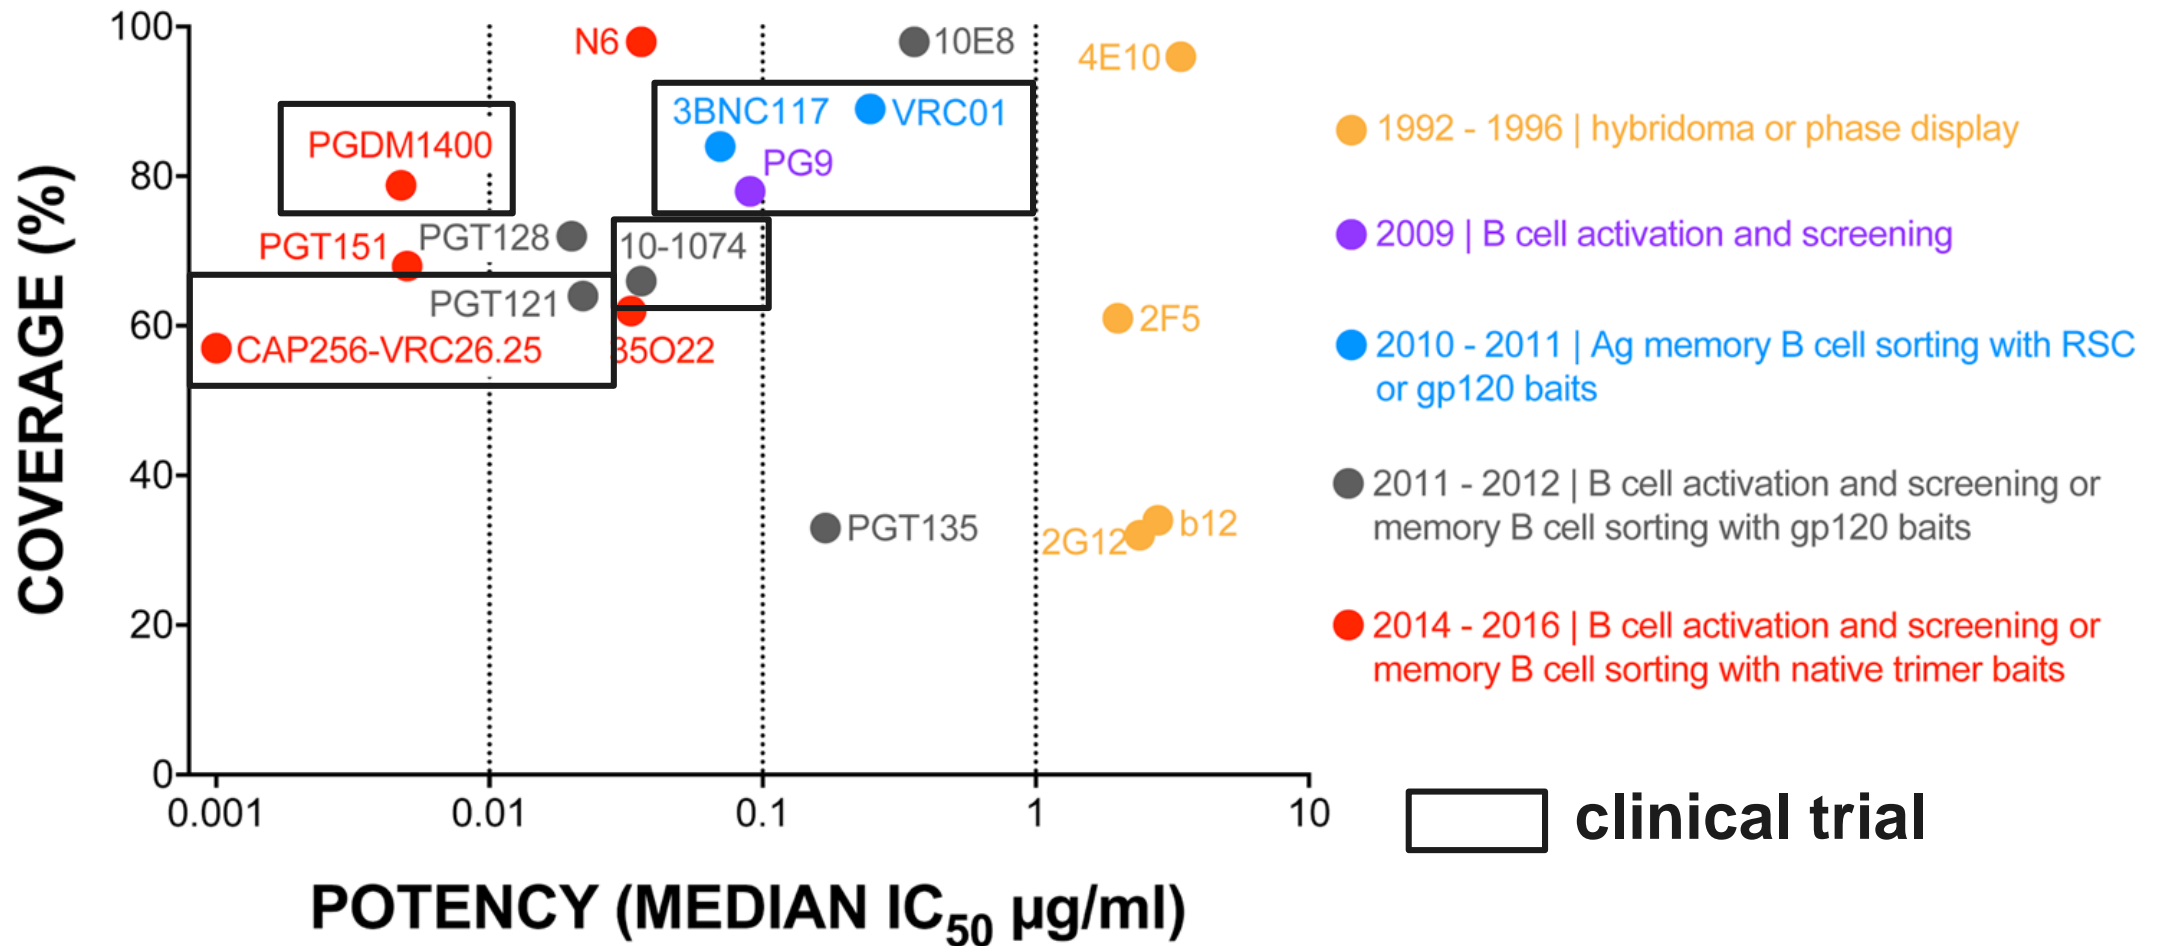 100
80
60
40
20
0
COVERAGE (%)
N6
10E8
4E10
3BNC117
VRC01
PGDM1400
PG9
PGT128
10-1074
PGT151
PGT121
2F5
CAP256-VRC26.25
35O22
PGT135
b12
2G12
0.001
0.01
0.1
1
10
POTENCY (MEDIAN IC50 µg/ml)
1992 - 1996 | hybridoma or phase display
2009 | B cell activation and screening
2010 - 2011 | Ag memory B cell sorting with RSC
or gp120 baits
2011 - 2012 | B cell activation and screening or
memory B cell sorting with gp120 baits
2014 - 2016 | B cell activation and screening or
memory B cell sorting with native trimer baits
clinical trial